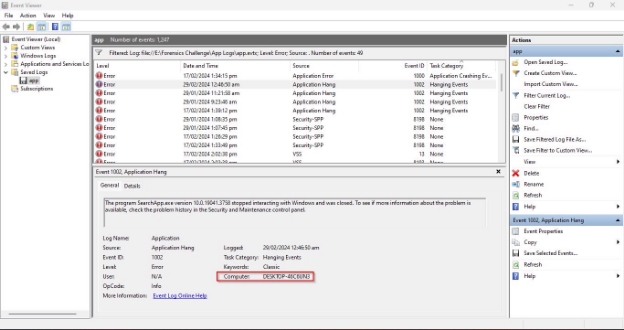 Event Viewer
File Action View Help
Event Viewer (Local)
Custom Views
Windows Logs
Applications and Services Lo
Saved Logs
app
Subscriptions
app Number of events: 1,247
Filtered: Log: file://E:\Forensics Challenge\App Logs\app.evtx; Level: Error; Source: . Number of events: 49
Level Date and Time Source Event ID Task Category
Error 17/02/2024 1:34:15 pm Application Error 1000 Application Crashing Ev...
Error 29/02/2024 12:46:50 am Application Hang 1002 Hanging Events
Error 29/01/2024 11:21:58 am Application Hang 1002 Hanging Events
Error 29/01/2024 9:23:46 am Application Hang 1002 Hanging Events
Error 17/02/2024 1:39:12 pm Application Hang 1002 Hanging Events
Error 29/01/2024 1:08:35 pm Security-SPP 8198 None
Error 29/01/2024 1:07:45 pm Security-SPP 8198 None
Error 17/02/2024 1:26:29 pm Security-SPP 8198 None
Error 17/02/2024 1:33:49 pm Security-SPP 8198 None
Error 17/02/2024 2:02:30 pm VSS 13 None
Event 1002, Application Hang
General Details
The program SearchApp.exe version 10.0.19041.3758 stopped interacting with Windows and was closed. To see if more information about the problem is
available, check the problem history in the Security and Maintenance control panel.
Log Name: Application
Source: Application Hang Logged: 29/02/2024 12:46:50 am
Event ID: 1002 Task Category: Hanging Events
Level: Error Keywords: Classic
User: N/A Computer: DESKTOP-4IC6UN3
OpCode: Info
More Information: Event Log Online Help
Actions
app
Open Saved Log...
Create Custom View...
Import Custom View...
Filter Current Log...
Clear Filter
Properties
Find...
Save Filtered Log File As...
Save Filter to Custom View...
View
Delete
Rename
Refresh
Help
Event 1002, Application Hang
Event Properties
Copy
Save Selected Events...
Refresh
Help